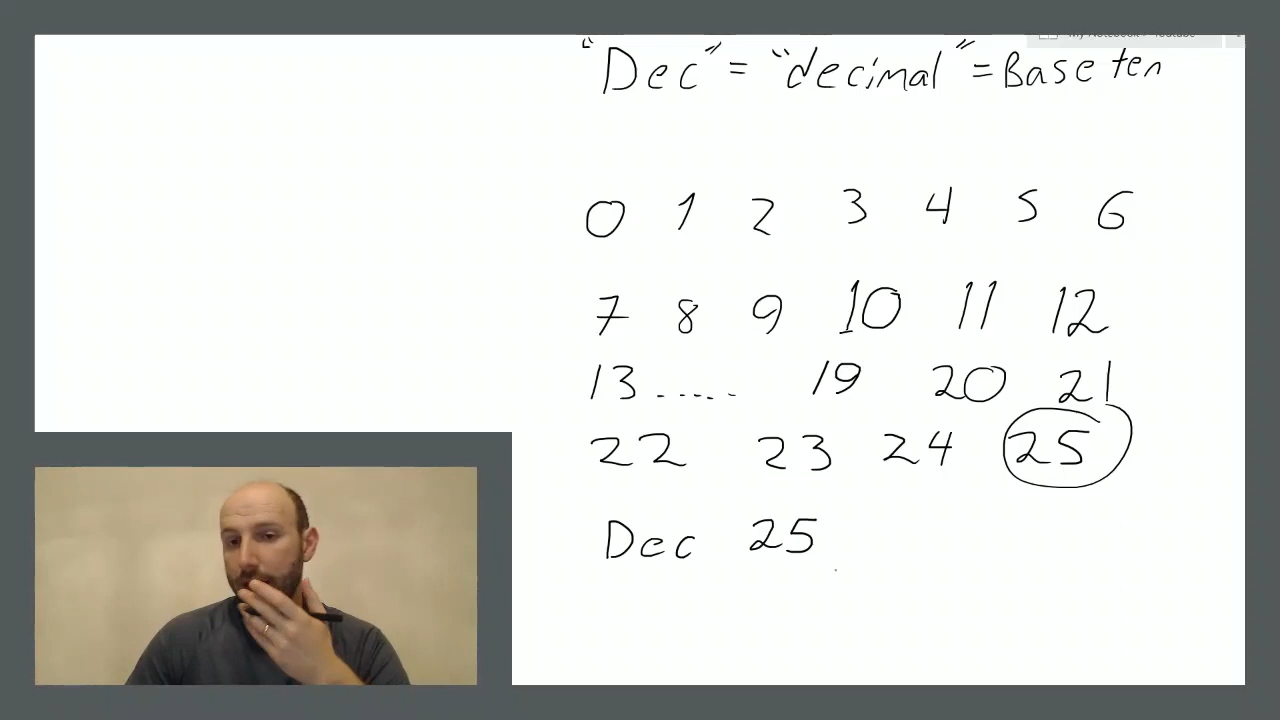 "Dec" = "decimal" = Base ten
0 1 2 3 4 5 6
7 8 9 10 11 12
13 ..... 19 20 21
22 23 24 25
Dec 25